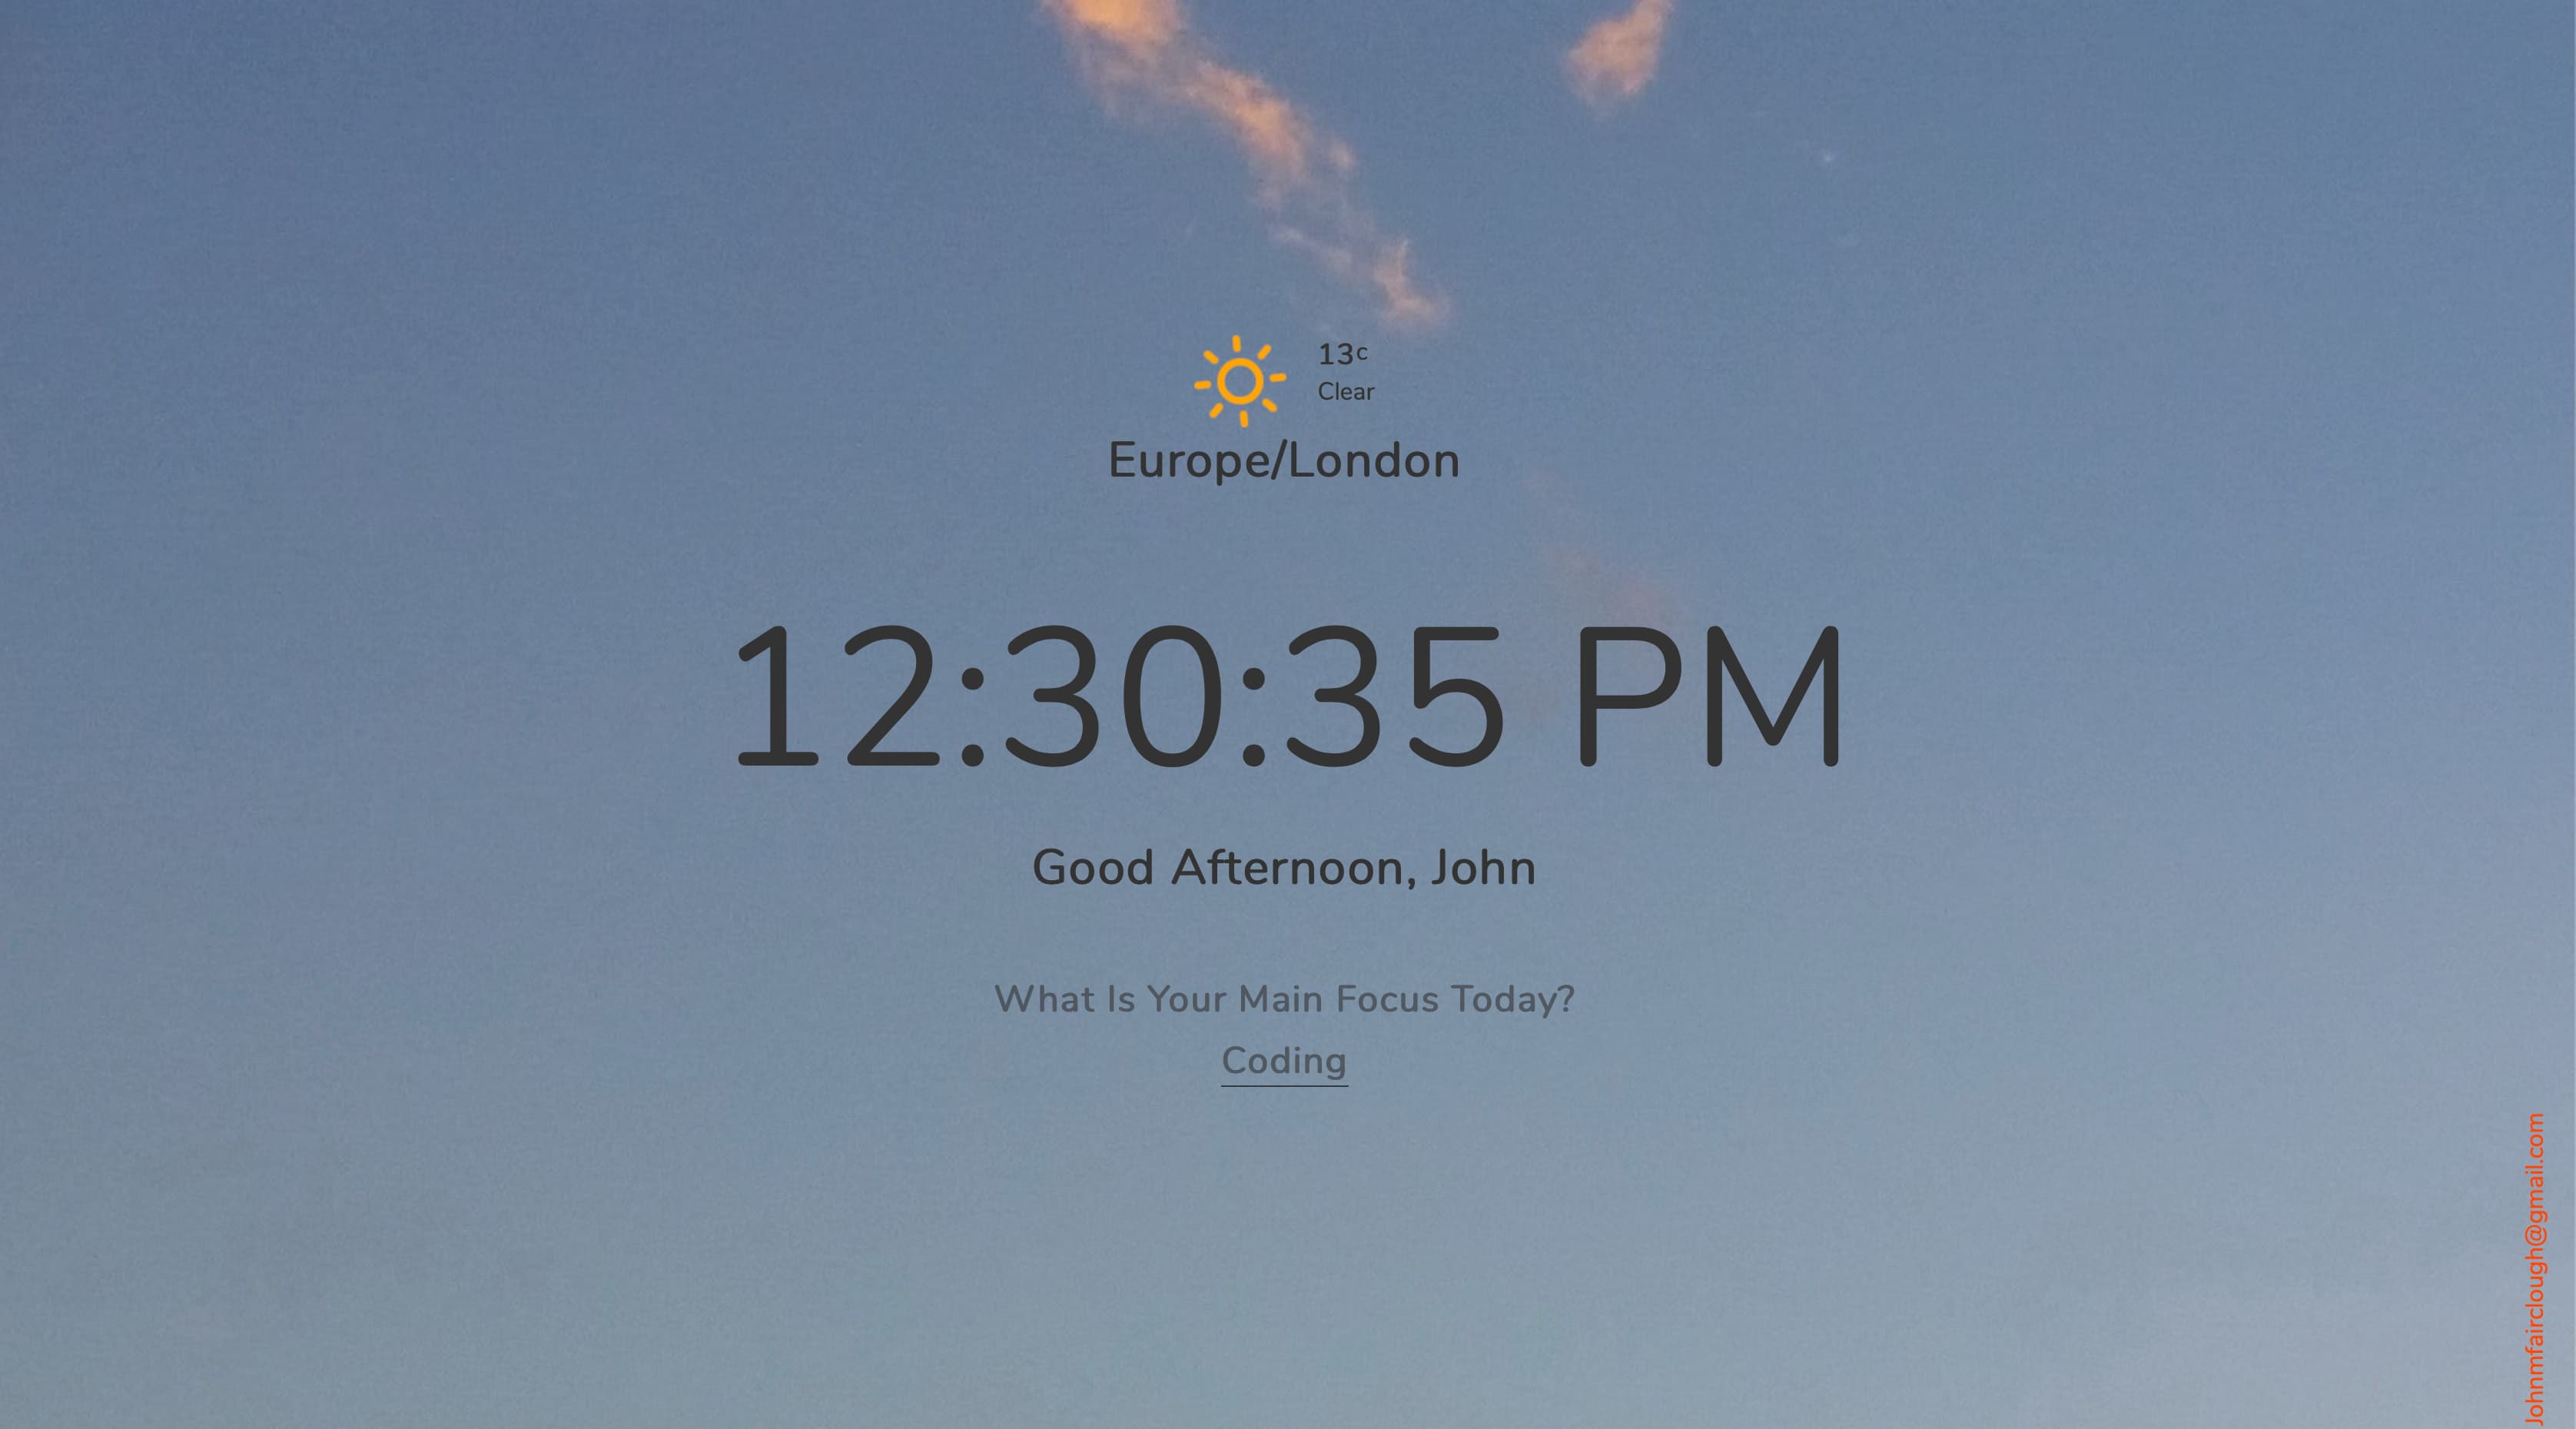 13c
Clear
Europe/London
12:30:35 PM
Good Afternoon, John
What Is Your Main Focus Today?
Coding
Johnmfairclough@gmail.com